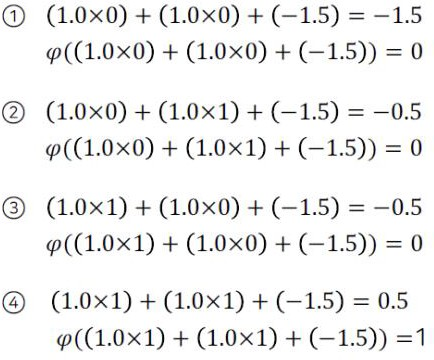 ① (1.0×0) + (1.0×0) + (−1.5) = −1.5
φ((1.0×0) + (1.0×0) + (−1.5)) = 0
② (1.0×0) + (1.0×1) + (−1.5) = −0.5
φ((1.0×0) + (1.0×1) + (−1.5)) = 0
③ (1.0×1) + (1.0×0) + (−1.5) = −0.5
φ((1.0×1) + (1.0×0) + (−1.5)) = 0
④ (1.0×1) + (1.0×1) + (−1.5) = 0.5
φ((1.0×1) + (1.0×1) + (−1.5)) =1